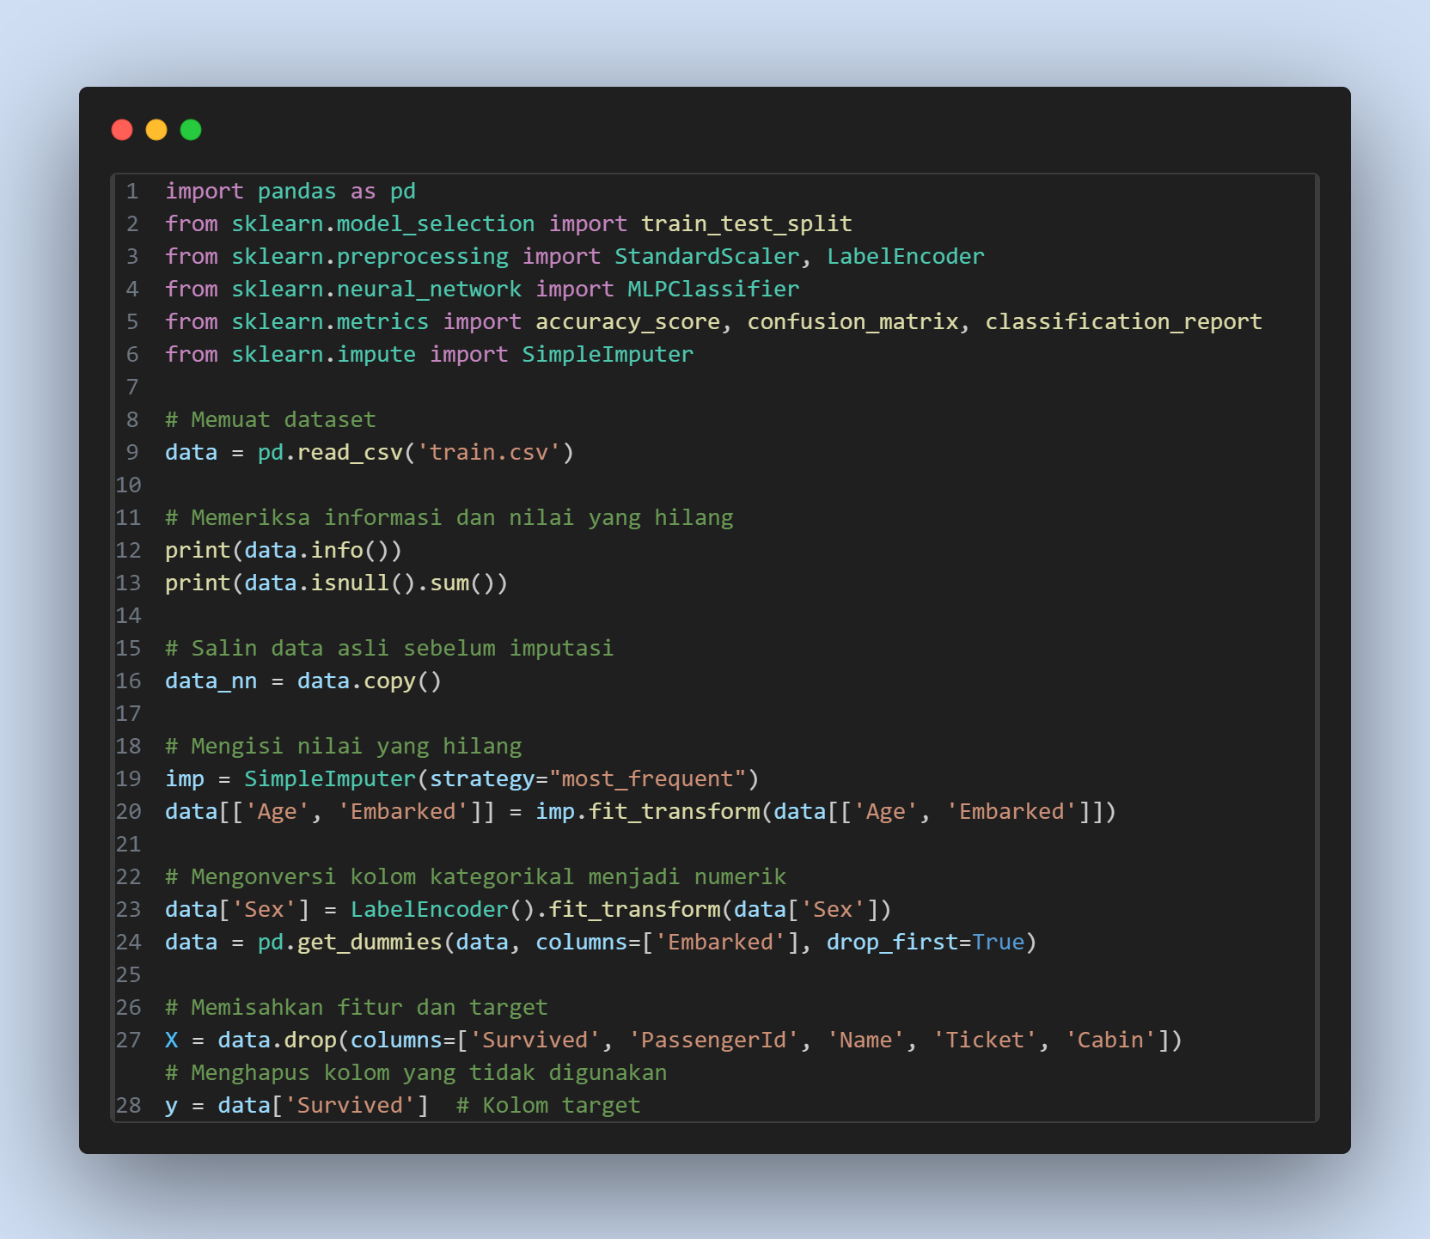 1 import pandas as pd
2 from sklearn.model_selection import train_test_split
3 from sklearn.preprocessing import StandardScaler, LabelEncoder
4 from sklearn.neural_network import MLPClassifier
5 from sklearn.metrics import accuracy_score, confusion_matrix, classification_report
6 from sklearn.impute import SimpleImputer
7
8 # Memuat dataset
9 data = pd.read_csv('train.csv')
10
11 # Memeriksa informasi dan nilai yang hilang
12 print(data.info())
13 print(data.isnull().sum())
14
15 # Salin data asli sebelum imputasi
16 data_nn = data.copy()
17
18 # Mengisi nilai yang hilang
19 imp = SimpleImputer(strategy="most_frequent")
20 data[['Age', 'Embarked']] = imp.fit_transform(data[['Age', 'Embarked']])
21
22 # Mengonversi kolom kategorikal menjadi numerik
23 data['Sex'] = LabelEncoder().fit_transform(data['Sex'])
24 data = pd.get_dummies(data, columns=['Embarked'], drop_first=True)
25
26 # Memisahkan fitur dan target
27 X = data.drop(columns=['Survived', 'PassengerId', 'Name', 'Ticket', 'Cabin'])
# Menghapus kolom yang tidak digunakan
28 y = data['Survived']  # Kolom target